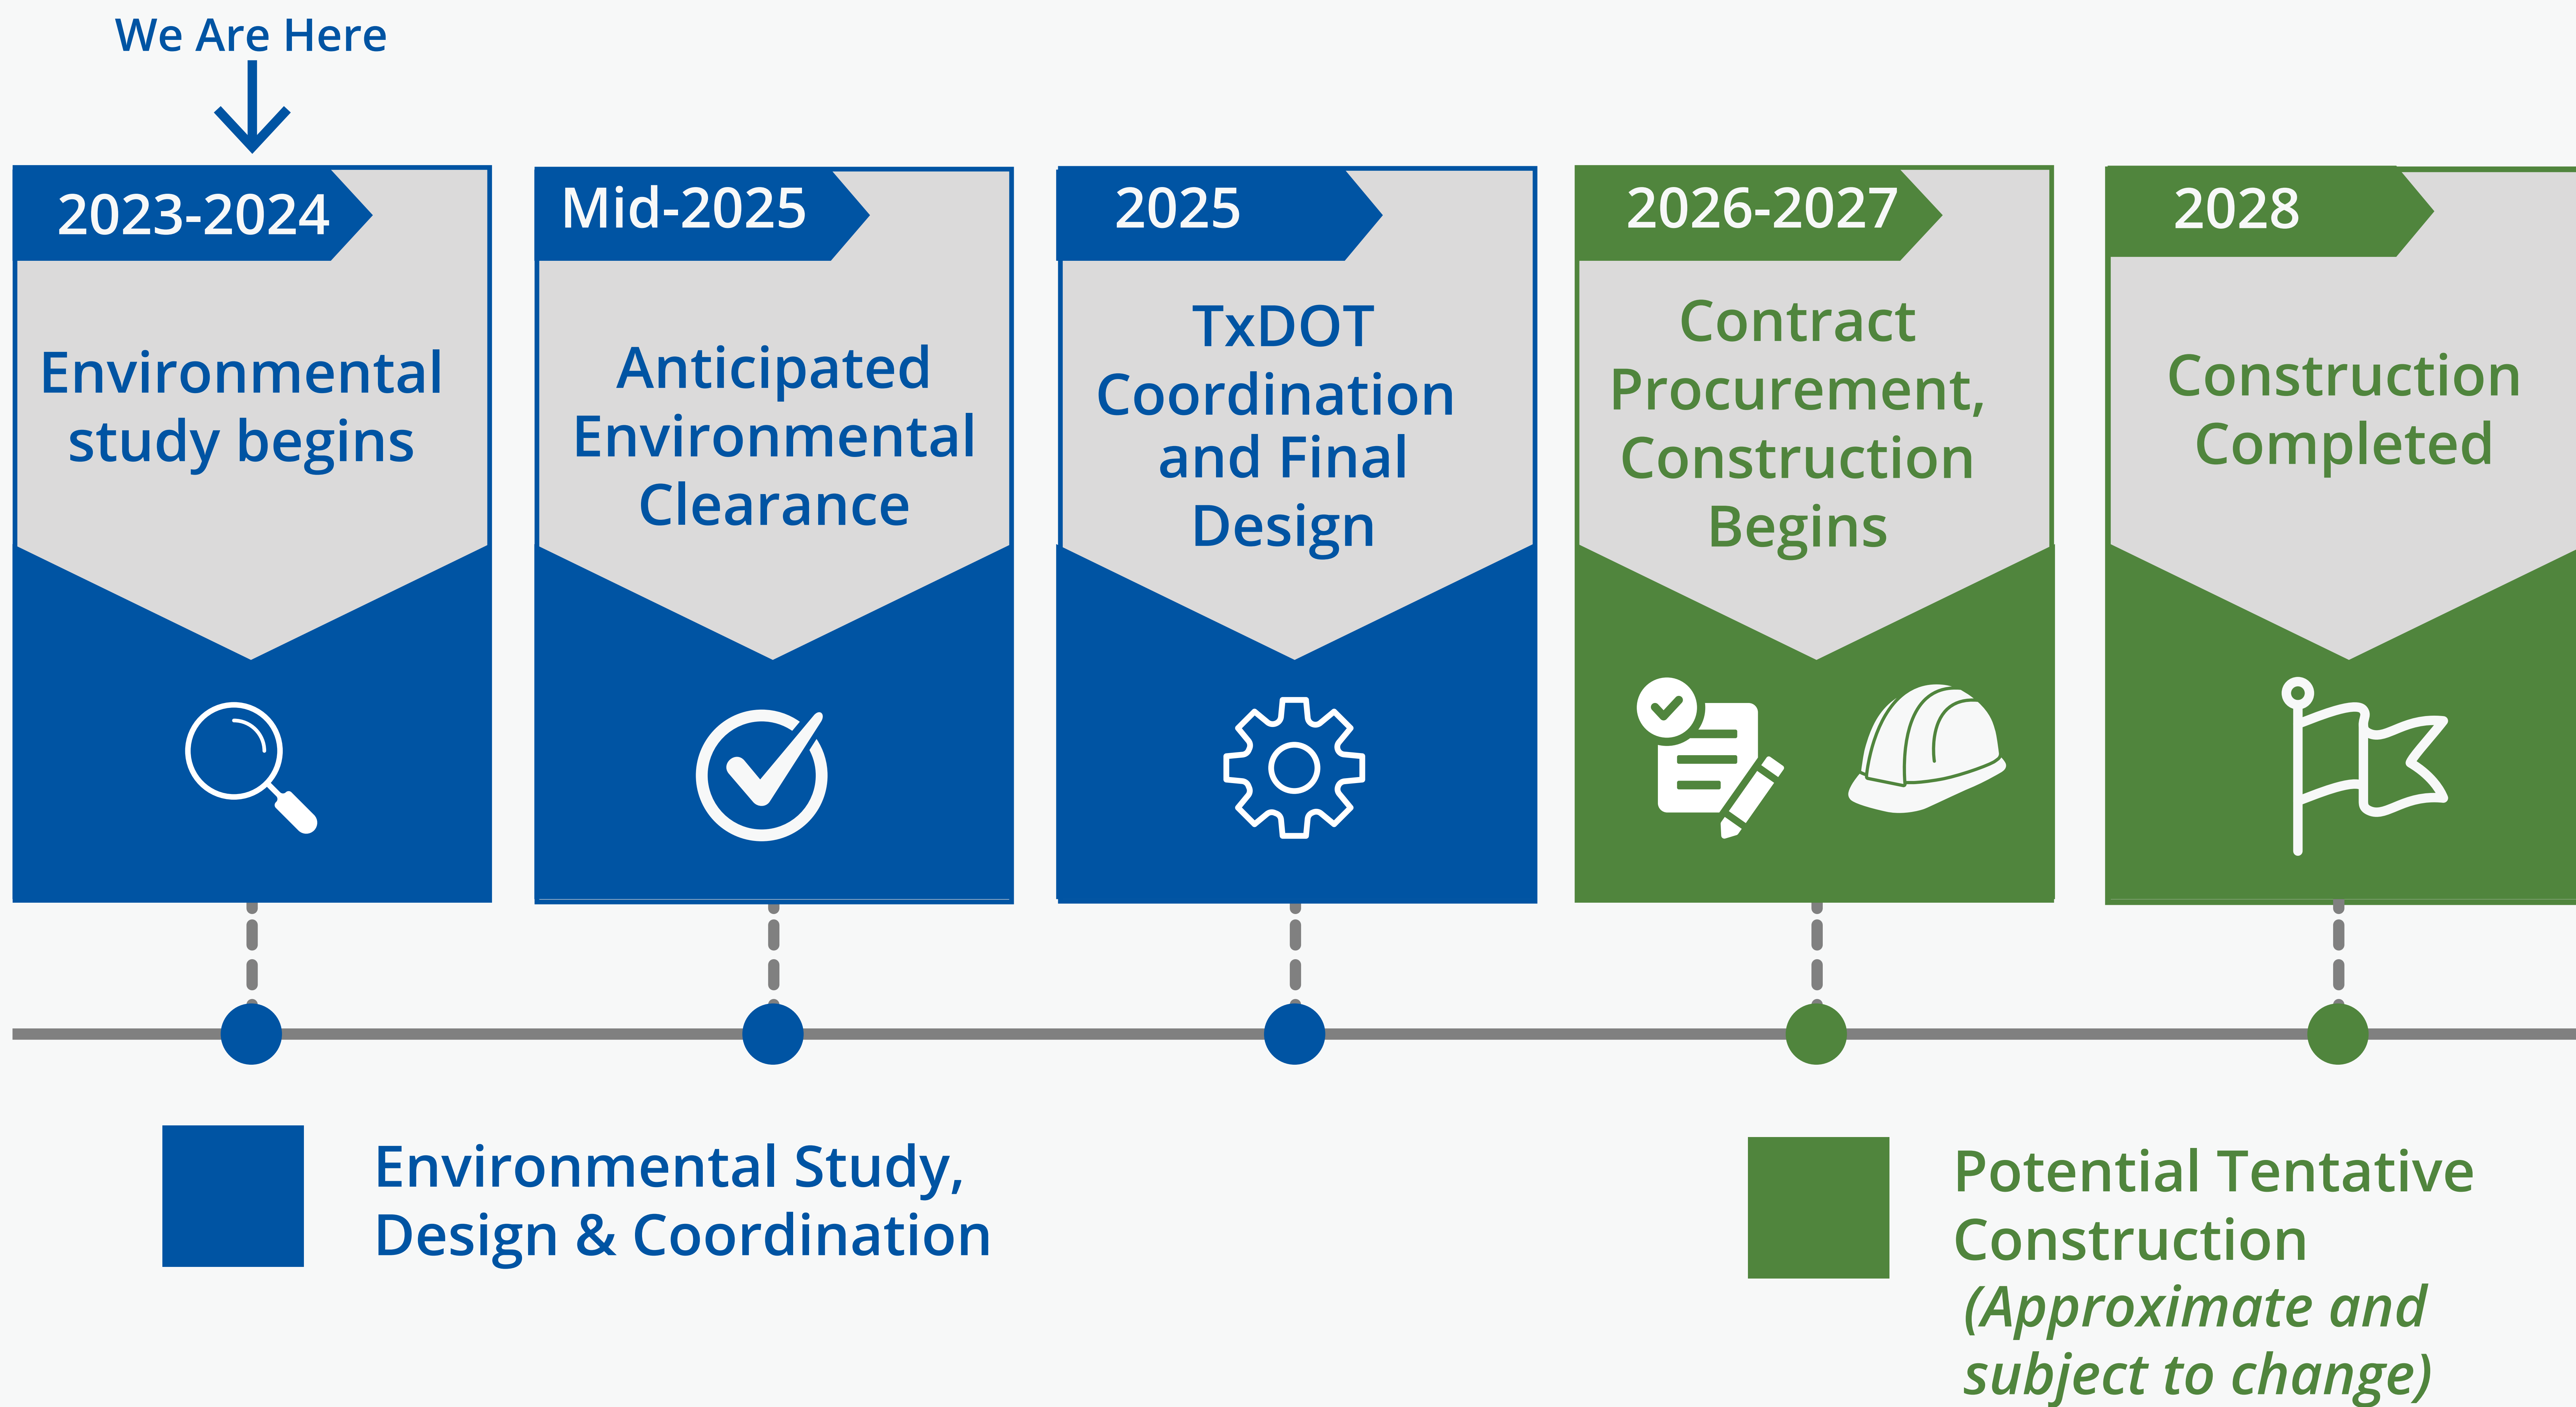 We Are Here
2023-2024
Environmental
study begins
Mid-2025
Anticipated
Environmental
Clearance
2025
TxDOT
Coordination
and Final
Design
2026-2027
Contract
Procurement,
Construction
Begins
2028
Construction
Completed
Environmental Study,
Design & Coordination
Potential Tentative
Construction
(Approximate and
subject to change)